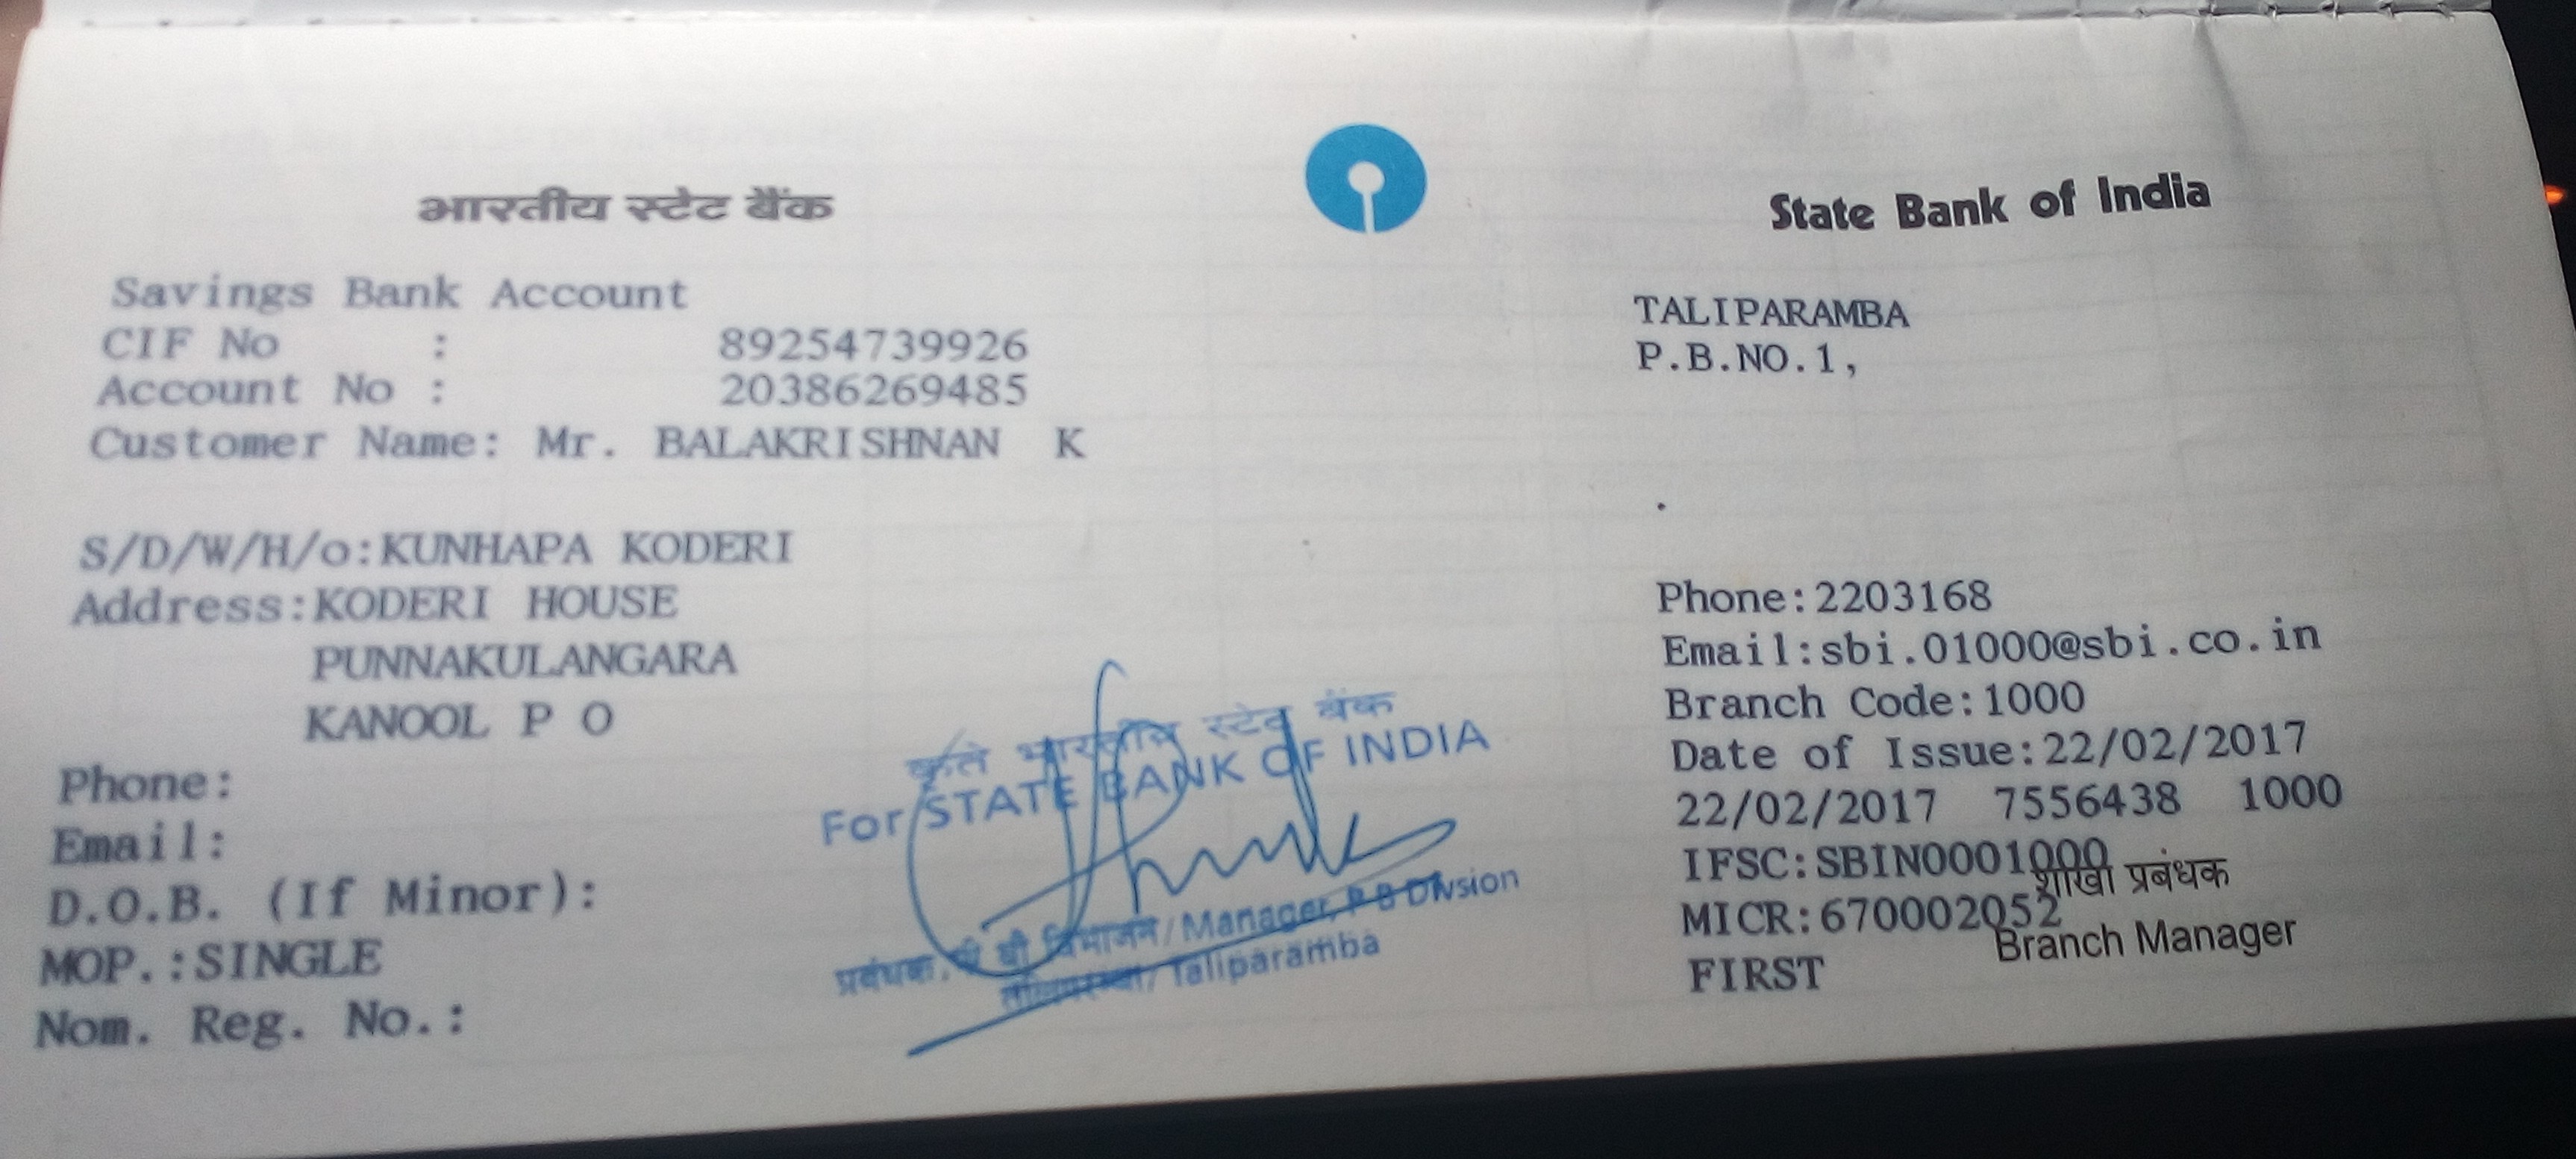 भारतीय स्टेट बैंक
State Bank of India
Savings Bank Account
CIF No : 89254739926
Account No : 20386269485
Customer Name: Mr. BALAKRISHNAN K
S/D/W/H/o:KUNHAPA KODERI
Address:KODERI HOUSE
PUNNAKULANGARA
KANOOL P O
Phone:
Email:
D.O.B. (If Minor):
MOP.:SINGLE
Nom. Reg. No.:
कृते भारतीय स्टेट बैंक
For STATE BANK OF INDIA
प्रबंधक, पी बी विभाजन/Manager, P B Division
/ Taliparamba
TALIPARAMBA
P.B.NO.1,
.
Phone:2203168
Email:sbi.01000@sbi.co.in
Branch Code:1000
Date of Issue:22/02/2017
22/02/2017 7556438 1000
IFSC:SBIN0001000
शाखा प्रबंधक
MICR:670002052
Branch Manager
FIRST